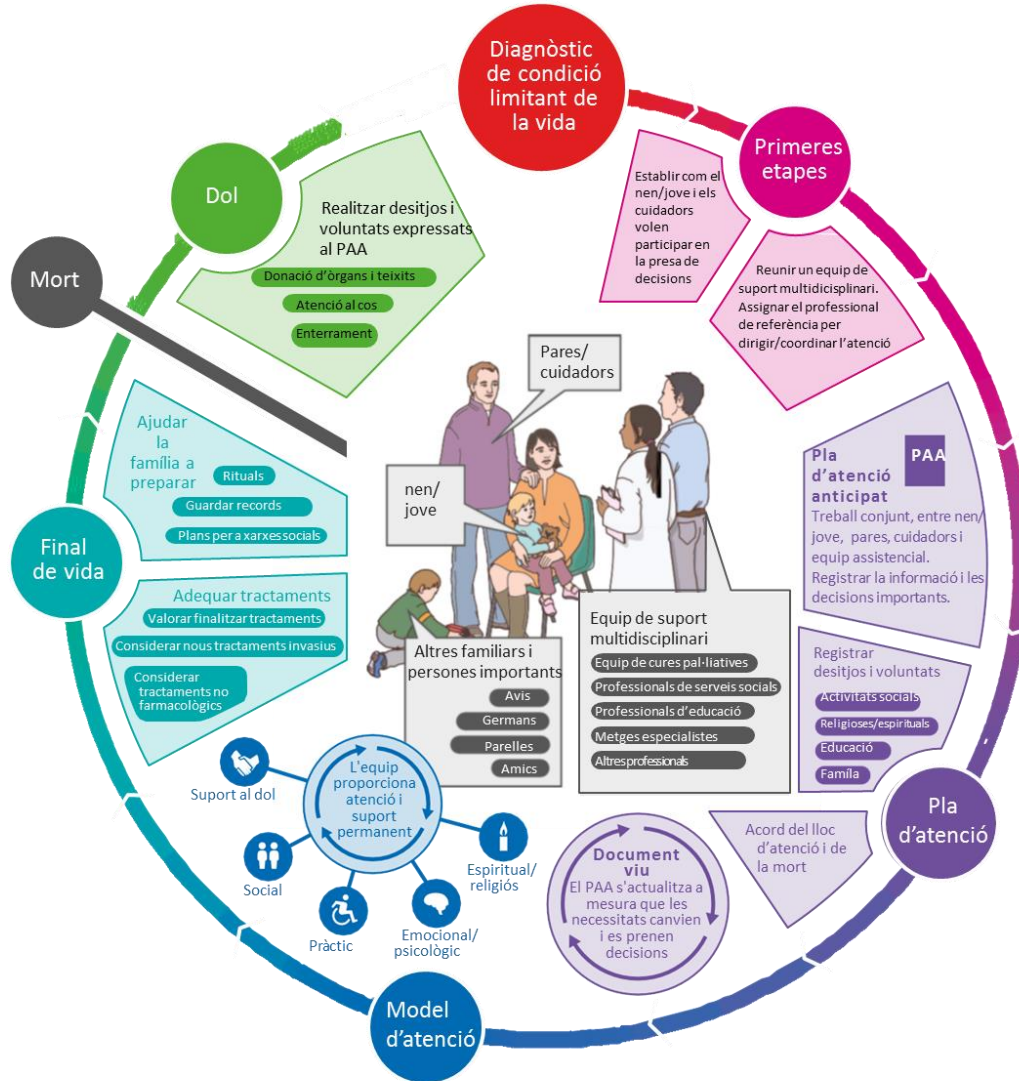 Diagnòstic
de condició
limitant de
la vida
Primeres
etapes
Establir com el
nen/jove i els
cuidadors
volen
participar en
la presa de
decisions
Reunir un equip de
suport multidicisplinari.
Assignar el professional
de referència per
dirigir/coordinar l'atenció
Pla
d'atenció
anticipat
PAA
Treball conjunt, entre nen/
jove, pares, cuidadors i
equip assistencial.
Registrar la informació i les
decisions importants.
Registrar
desitjos i voluntats
Activitats socials
Religioses/espirituals
Educació
Famíla
Pla
d'atenció
Acord del lloc
d'atenció i de
la mort
Document
viu
El PAA s'actualitza a
mesura que les
necessitats canvien
i es prenen
decisions
Model
d'atenció
L'equip
proporciona
atenció i
suport
permanent
Suport al dol
Social
Pràctic
Emocional/
psicològic
Espiritual/
religiós
Final
de vida
Adequar tractaments
Valorar finalitzar tractaments
Considerar nous tractaments invasius
Considerar
tractaments no
farmacològics
Ajudar
la
família a
preparar
Rituals
Guardar records
Plans per a xarxes socials
Mort
Dol
Realitzar desitjos i
voluntats expressats
al PAA
Donació d'òrgans i teixits
Atenció al cos
Enterrament
Pares/
cuidadors
nen/
jove
Altres familiars i
persones importants
Avis
Germans
Parelles
Amics
Equip de suport
multidisciplinari
Equip de cures pal·liatives
Professionals de serveis socials
Professionals d'educació
Metges especialistes
Altres professionals